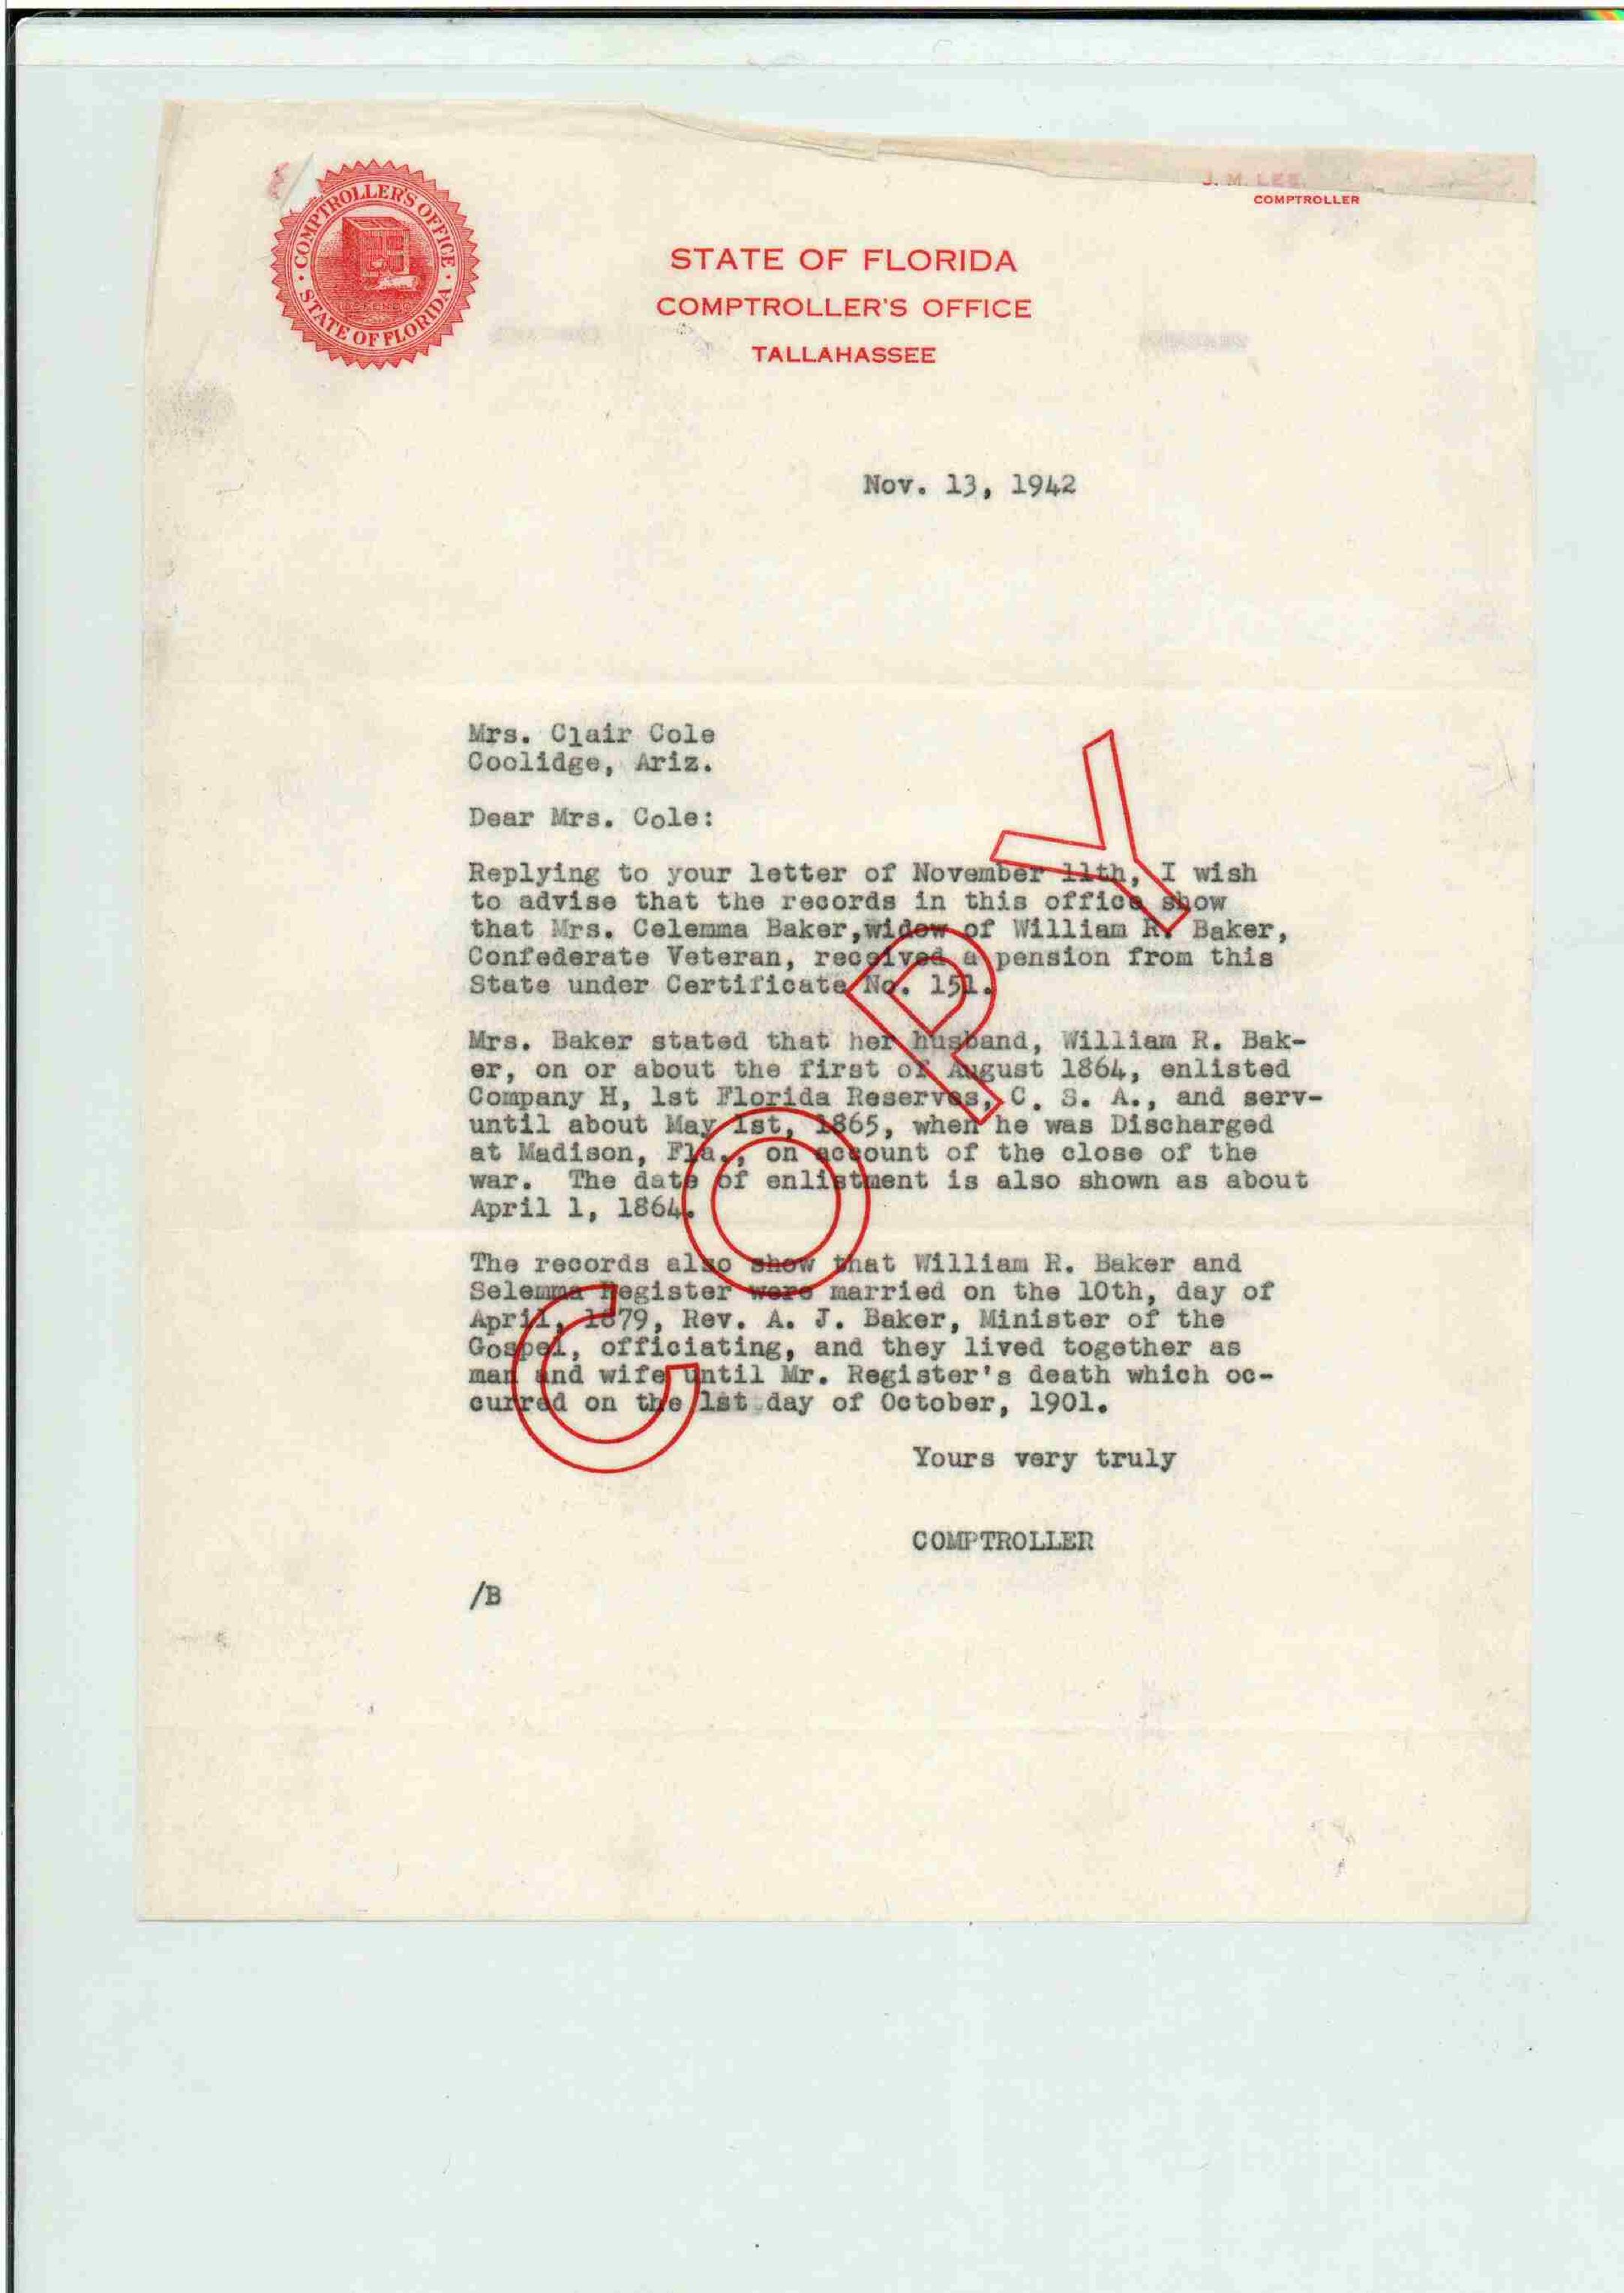 COMPTROLLER'S OFFICE
STATE OF FLORIDA
J. M. LEE
COMPTROLLER
STATE OF FLORIDA
COMPTROLLER'S OFFICE
TALLAHASSEE
Nov. 13, 1942
Mrs. Clair Cole
Coolidge, Ariz.
Dear Mrs. Cole:
Replying to your letter of November 11th, I wish
to advise that the records in this office show
that Mrs. Celemma Baker,widow of William R. Baker,
Confederate Veteran, received a pension from this
State under Certificate No. 151.
Mrs. Baker stated that her husband, William R. Bak-
er, on or about the first of August 1864, enlisted
Company H, 1st Florida Reserves, C. S. A., and serv-
until about May 1st, 1865, when he was Discharged
at Madison, Fla., on account of the close of the
war. The date of enlistment is also shown as about
April 1, 1864.
The records also show that William R. Baker and
Selemma Register were married on the 10th, day of
April, 1879, Rev. A. J. Baker, Minister of the
Gospel, officiating, and they lived together as
man and wife until Mr. Register's death which oc-
curred on the 1st day of October, 1901.
Yours very truly
COMPTROLLER
/B
COPY